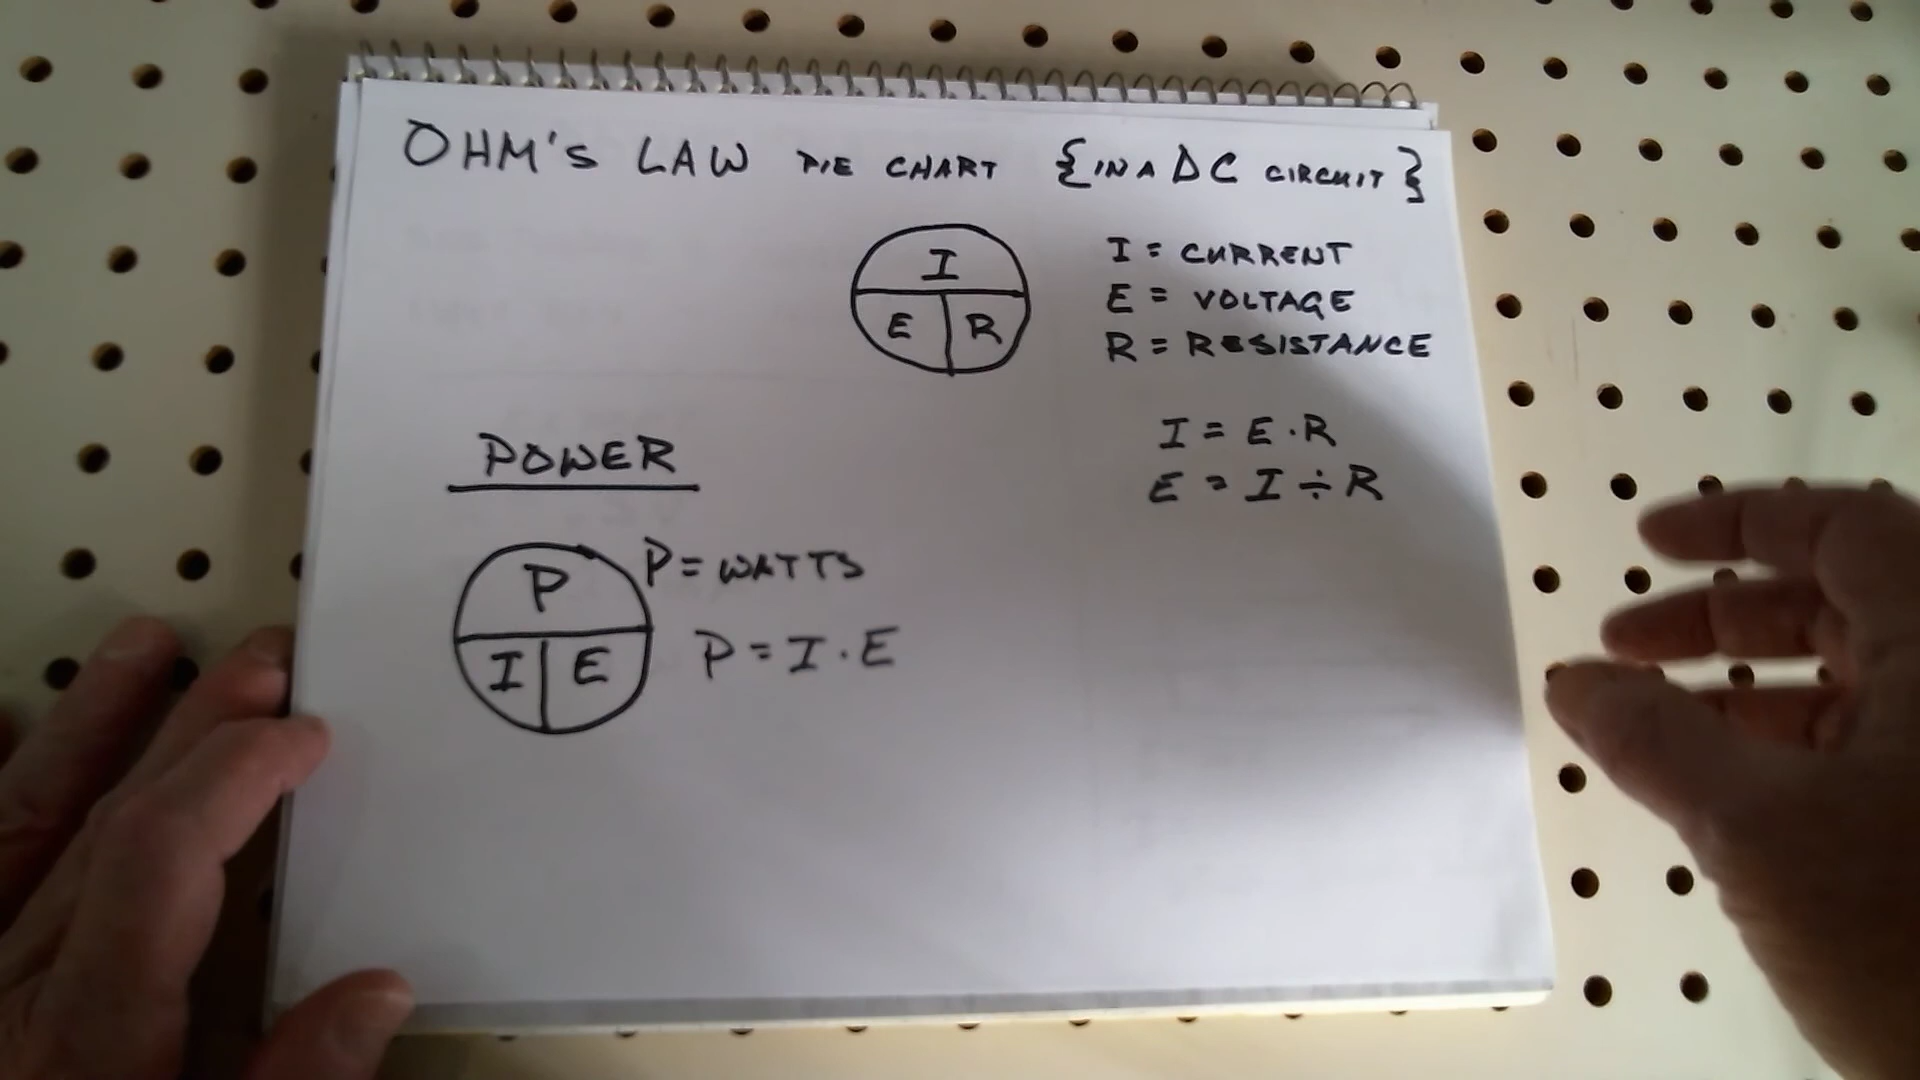 OHM'S LAW PIE CHART {IN A DC CIRCUIT}
I
E R
I = CURRENT
E = VOLTAGE
R = RESISTANCE
I = E · R
E = I ÷ R
POWER
P
I E
P = WATTS
P = I · E